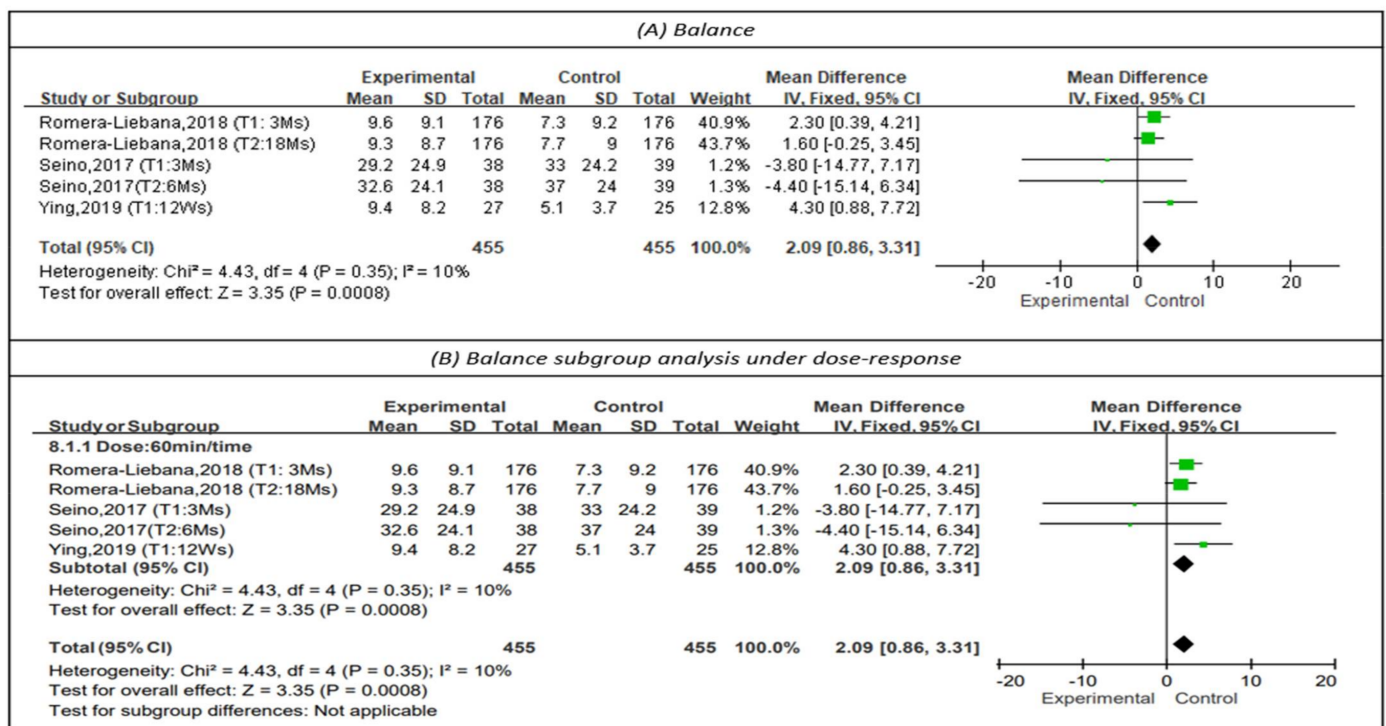 (A) Balance
Experimental Control Mean Difference Mean Difference
Study or Subgroup Mean SD Total Mean SD Total Weight IV, Fixed, 95% CI IV, Fixed, 95% CI
Romera-Liebana,2018 (T1: 3Ms) 9.6 9.1 176 7.3 9.2 176 40.9% 2.30 [0.39, 4.21]
Romera-Liebana,2018 (T2:18Ms) 9.3 8.7 176 7.7 9 176 43.7% 1.60 [-0.25, 3.45]
Seino,2017 (T1:3Ms) 29.2 24.9 38 33 24.2 39 1.2% -3.80 [-14.77, 7.17]
Seino,2017(T2:6Ms) 32.6 24.1 38 37 24 39 1.3% -4.40 [-15.14, 6.34]
Ying,2019 (T1:12Ws) 9.4 8.2 27 5.1 3.7 25 12.8% 4.30 [0.88, 7.72]
Total (95% CI) 455 455 100.0% 2.09 [0.86, 3.31]
Heterogeneity: Chi² = 4.43, df = 4 (P = 0.35); I² = 10%
Test for overall effect: Z = 3.35 (P = 0.0008)
-20 -10 0 10 20
Experimental Control
(B) Balance subgroup analysis under dose-response
Experimental Control Mean Difference Mean Difference
Study or Subgroup Mean SD Total Mean SD Total Weight IV, Fixed, 95% CI IV, Fixed, 95% CI
8.1.1 Dose:60min/time
Romera-Liebana,2018 (T1: 3Ms) 9.6 9.1 176 7.3 9.2 176 40.9% 2.30 [0.39, 4.21]
Romera-Liebana,2018 (T2:18Ms) 9.3 8.7 176 7.7 9 176 43.7% 1.60 [-0.25, 3.45]
Seino,2017 (T1:3Ms) 29.2 24.9 38 33 24.2 39 1.2% -3.80 [-14.77, 7.17]
Seino,2017(T2:6Ms) 32.6 24.1 38 37 24 39 1.3% -4.40 [-15.14, 6.34]
Ying,2019 (T1:12Ws) 9.4 8.2 27 5.1 3.7 25 12.8% 4.30 [0.88, 7.72]
Subtotal (95% CI) 455 455 100.0% 2.09 [0.86, 3.31]
Heterogeneity: Chi² = 4.43, df = 4 (P = 0.35); I² = 10%
Test for overall effect: Z = 3.35 (P = 0.0008)
Total (95% CI) 455 455 100.0% 2.09 [0.86, 3.31]
Heterogeneity: Chi² = 4.43, df = 4 (P = 0.35); I² = 10%
Test for overall effect: Z = 3.35 (P = 0.0008)
Test for subgroup differences: Not applicable
-20 -10 0 10 20
Experimental Control